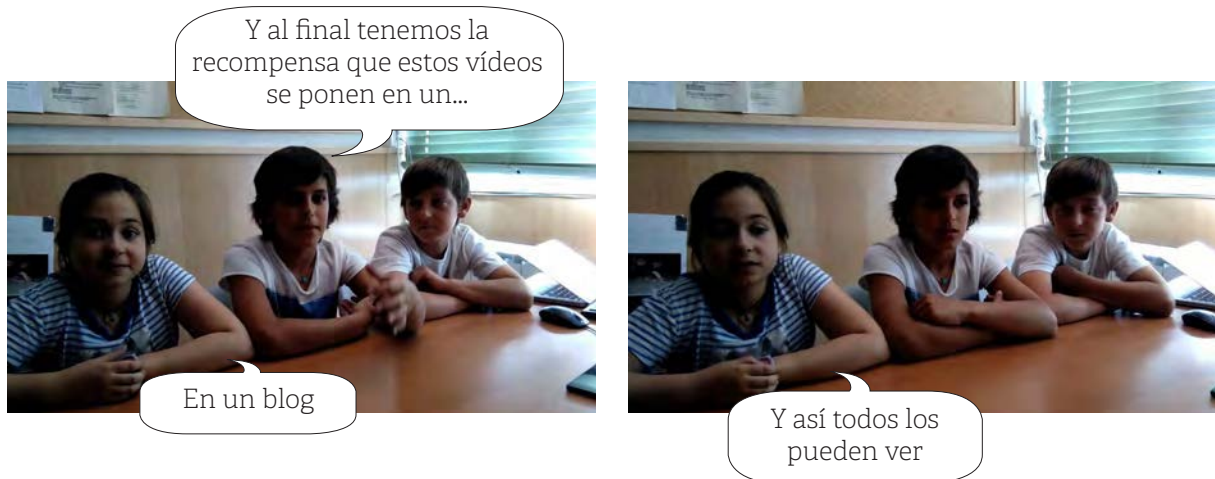 Y al final tenemos la
recompensa que estos vídeos
se ponen en un...
En un blog
Y así todos los
pueden ver